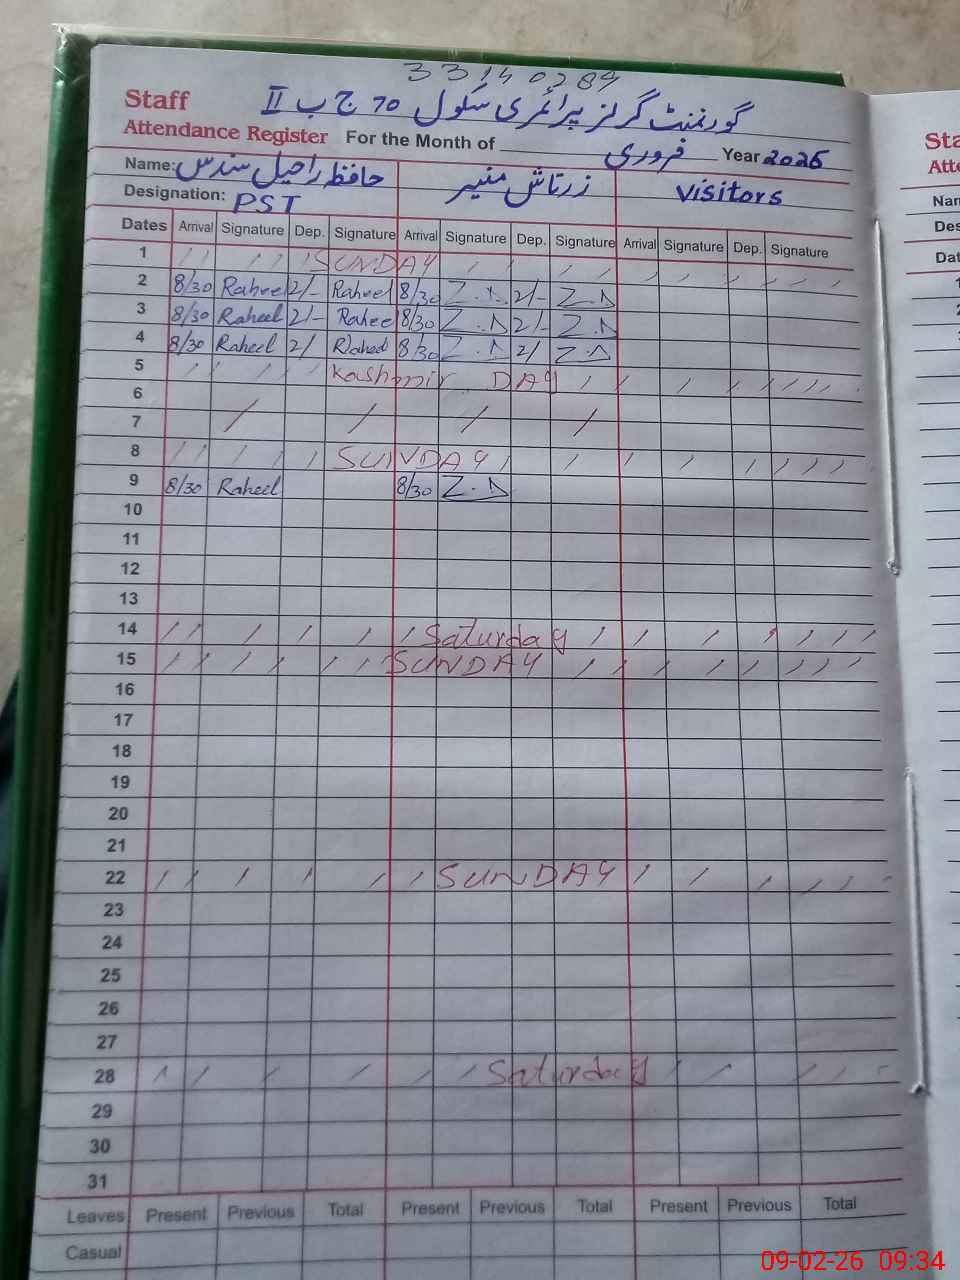 33140289
Staff گورنمنٹ گرلز پرائمری سکول 70 ج ب II
Attendance Register For the Month of فروری Year 2026
Name: حافظ راحیل سندس زرتاش منیر Visitors
Designation: PST
Dates Arrival Signature Dep. Signature Arrival Signature Dep. Signature Arrival Signature Dep. Signature
1 SUNDAY
2 8/30 Raheel 2/- Raheel 8/30 Z.A 2/- Z.A
3 8/30 Raheel 2/- Raheel 8/30 Z.A 2/- Z.A
4 8/30 Raheel 2/ Raheel 8/30 Z.A 2/ Z.A
5 Kashmir DAY
6
7
8 SUNDAY
9 8/30 Raheel 8/30 Z.A
10
11
12
13
14 Saturday
15 SUNDAY
16
17
18
19
20
21
22 SUNDAY
23
24
25
26
27
28 Saturday
29
30
31
Leaves Present Previous Total Present Previous Total Present Previous Total
Casual
09-02-26 09:34